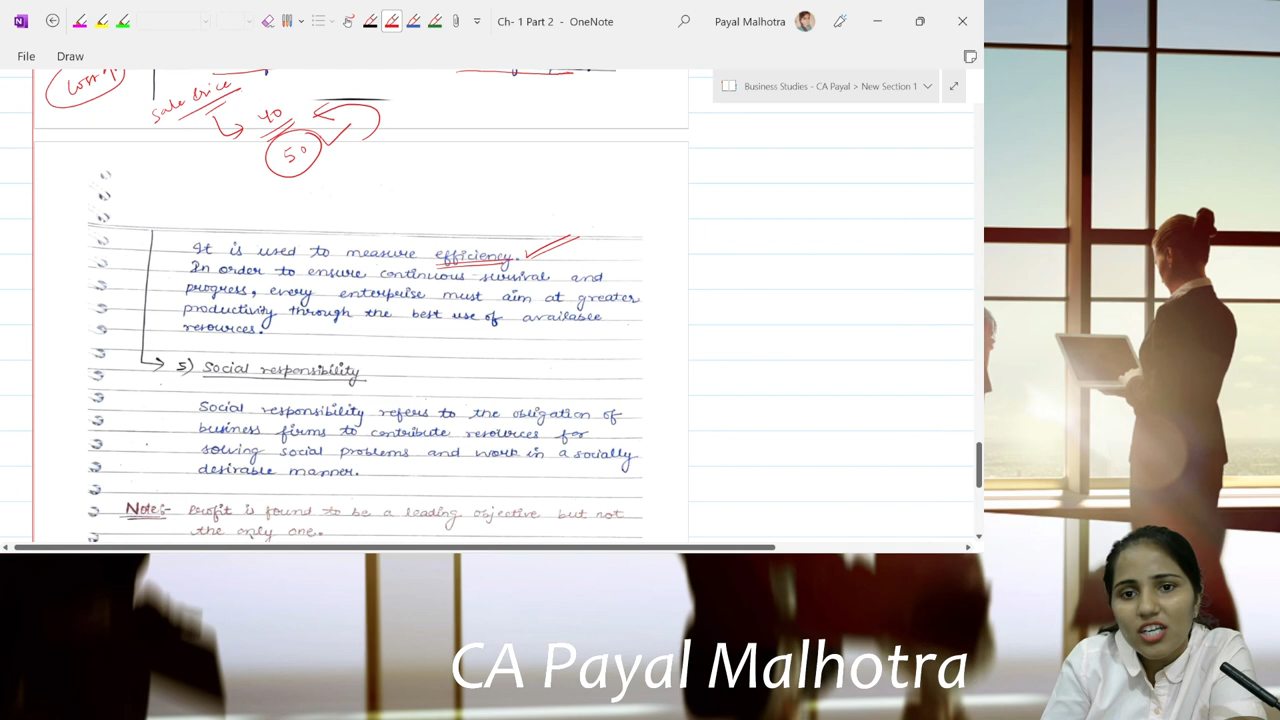 Ch- 1 Part 2 - OneNote
Payal Malhotra
File
Draw
Business Studies - CA Payal > New Section 1
sale price
40
50
It is used to measure efficiency.
In order to ensure continuous survival and
progress, every enterprise must aim at greater
productivity through the best use of available
resources.
5) Social responsibility
Social responsibility refers to the obligation of
business firms to contribute resources for
solving social problems and work in a socially
desirable manner.
Note:- Profit is found to be a leading objective but not
the only one.
CA Payal Malhotra